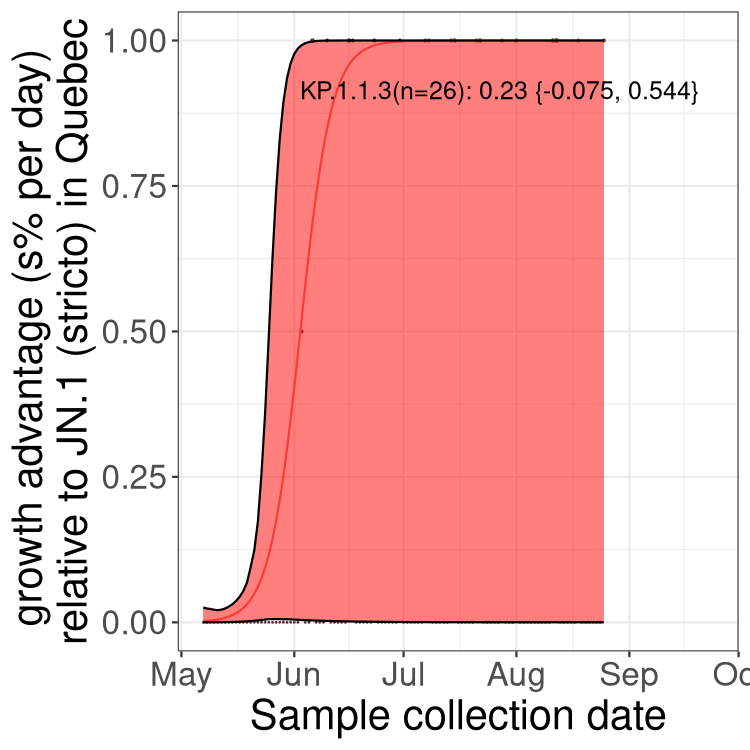 growth advantage (s% per day)
relative to JN.1 (stricto) in Quebec
1.00
0.75
0.50
0.25
0.00
KP.1.1.3(n=26): 0.23 {-0.075, 0.544}
May Jun Jul Aug Sep Oc
Sample collection date